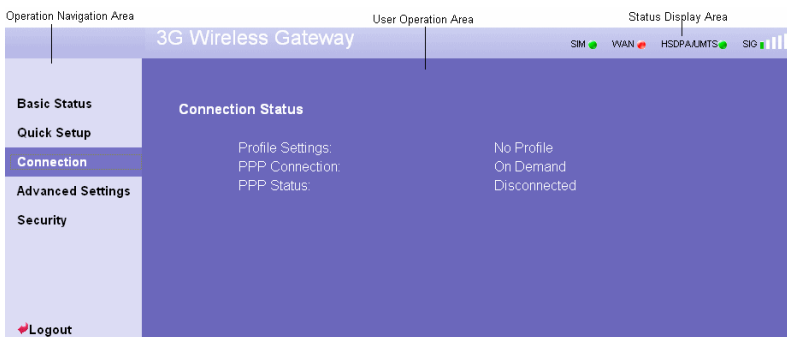 Operation Navigation Area
User Operation Area
Status Display Area
3G Wireless Gateway
SIM WAN HSDPA/UMTS SIG
Basic Status
Quick Setup
Connection
Advanced Settings
Security
Logout
Connection Status
Profile Settings: No Profile
PPP Connection: On Demand
PPP Status: Disconnected